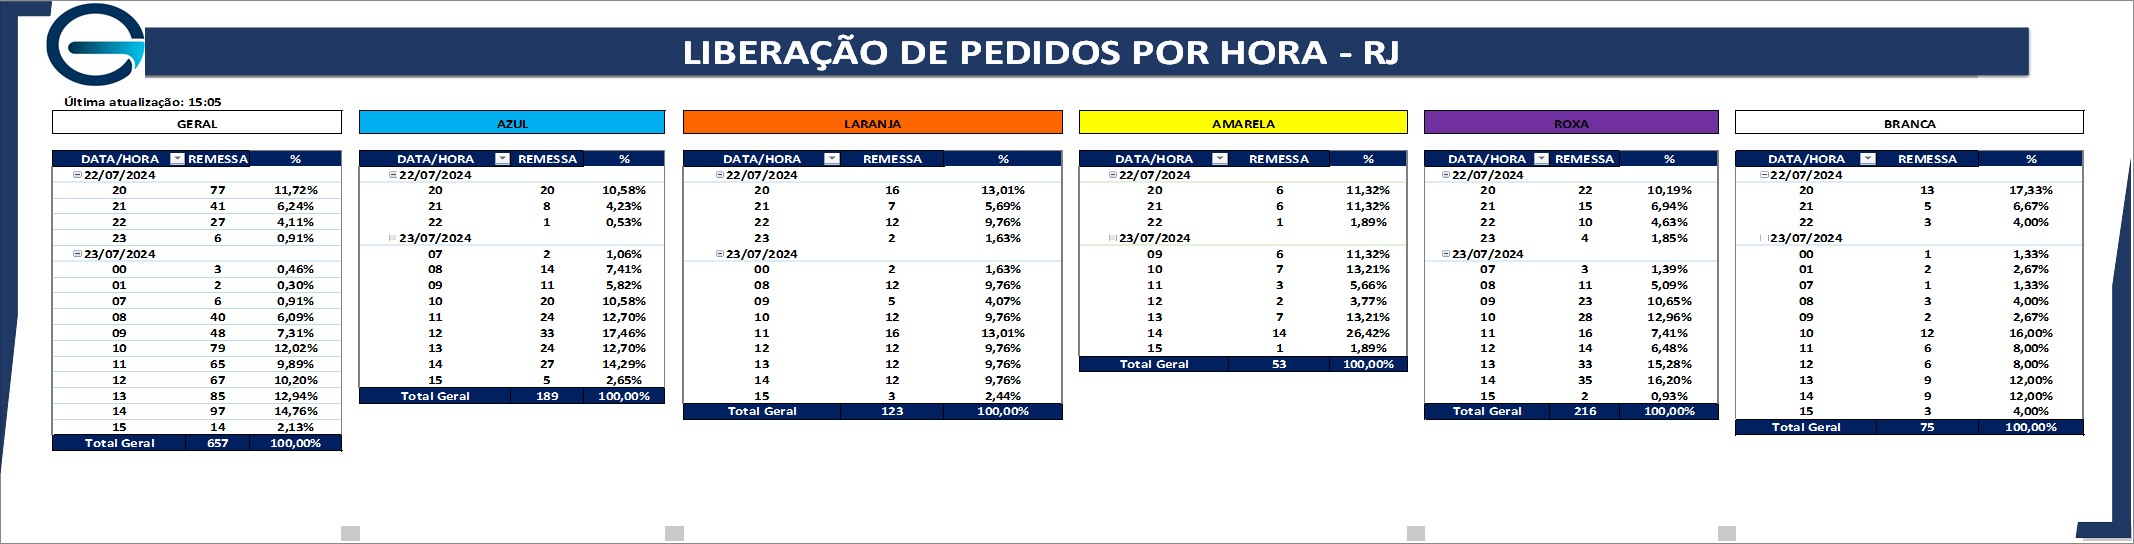 LIBERAÇÃO DE PEDIDOS POR HORA - RJ
Última atualização: 15:05
GERAL
DATA/HORA REMESSA %
22/07/2024
20 77 11,72%
21 41 6,24%
22 27 4,11%
23 6 0,91%
23/07/2024
00 3 0,46%
01 2 0,30%
07 6 0,91%
08 40 6,09%
09 48 7,31%
10 79 12,02%
11 65 9,89%
12 67 10,20%
13 85 12,94%
14 97 14,76%
15 14 2,13%
Total Geral 657 100,00%
AZUL
DATA/HORA REMESSA %
22/07/2024
20 20 10,58%
21 8 4,23%
22 1 0,53%
23/07/2024
07 2 1,06%
08 14 7,41%
09 11 5,82%
10 20 10,58%
11 24 12,70%
12 33 17,46%
13 24 12,70%
14 27 14,29%
15 5 2,65%
Total Geral 189 100,00%
LARANJA
DATA/HORA REMESSA %
22/07/2024
20 16 13,01%
21 7 5,69%
22 12 9,76%
23 2 1,63%
23/07/2024
00 2 1,63%
08 12 9,76%
09 5 4,07%
10 12 9,76%
11 16 13,01%
12 12 9,76%
13 12 9,76%
14 12 9,76%
15 3 2,44%
Total Geral 123 100,00%
AMARELA
DATA/HORA REMESSA %
22/07/2024
20 6 11,32%
21 6 11,32%
22 1 1,89%
23/07/2024
09 6 11,32%
10 7 13,21%
11 3 5,66%
12 2 3,77%
13 7 13,21%
14 14 26,42%
15 1 1,89%
Total Geral 53 100,00%
ROXA
DATA/HORA REMESSA %
22/07/2024
20 22 10,19%
21 15 6,94%
22 10 4,63%
23 4 1,85%
23/07/2024
07 3 1,39%
08 11 5,09%
09 23 10,65%
10 28 12,96%
11 16 7,41%
12 14 6,48%
13 33 15,28%
14 35 16,20%
15 2 0,93%
Total Geral 216 100,00%
BRANCA
DATA/HORA REMESSA %
22/07/2024
20 13 17,33%
21 5 6,67%
22 3 4,00%
23/07/2024
00 1 1,33%
01 2 2,67%
07 1 1,33%
08 3 4,00%
09 2 2,67%
10 12 16,00%
11 6 8,00%
12 6 8,00%
13 9 12,00%
14 9 12,00%
15 3 4,00%
Total Geral 75 100,00%